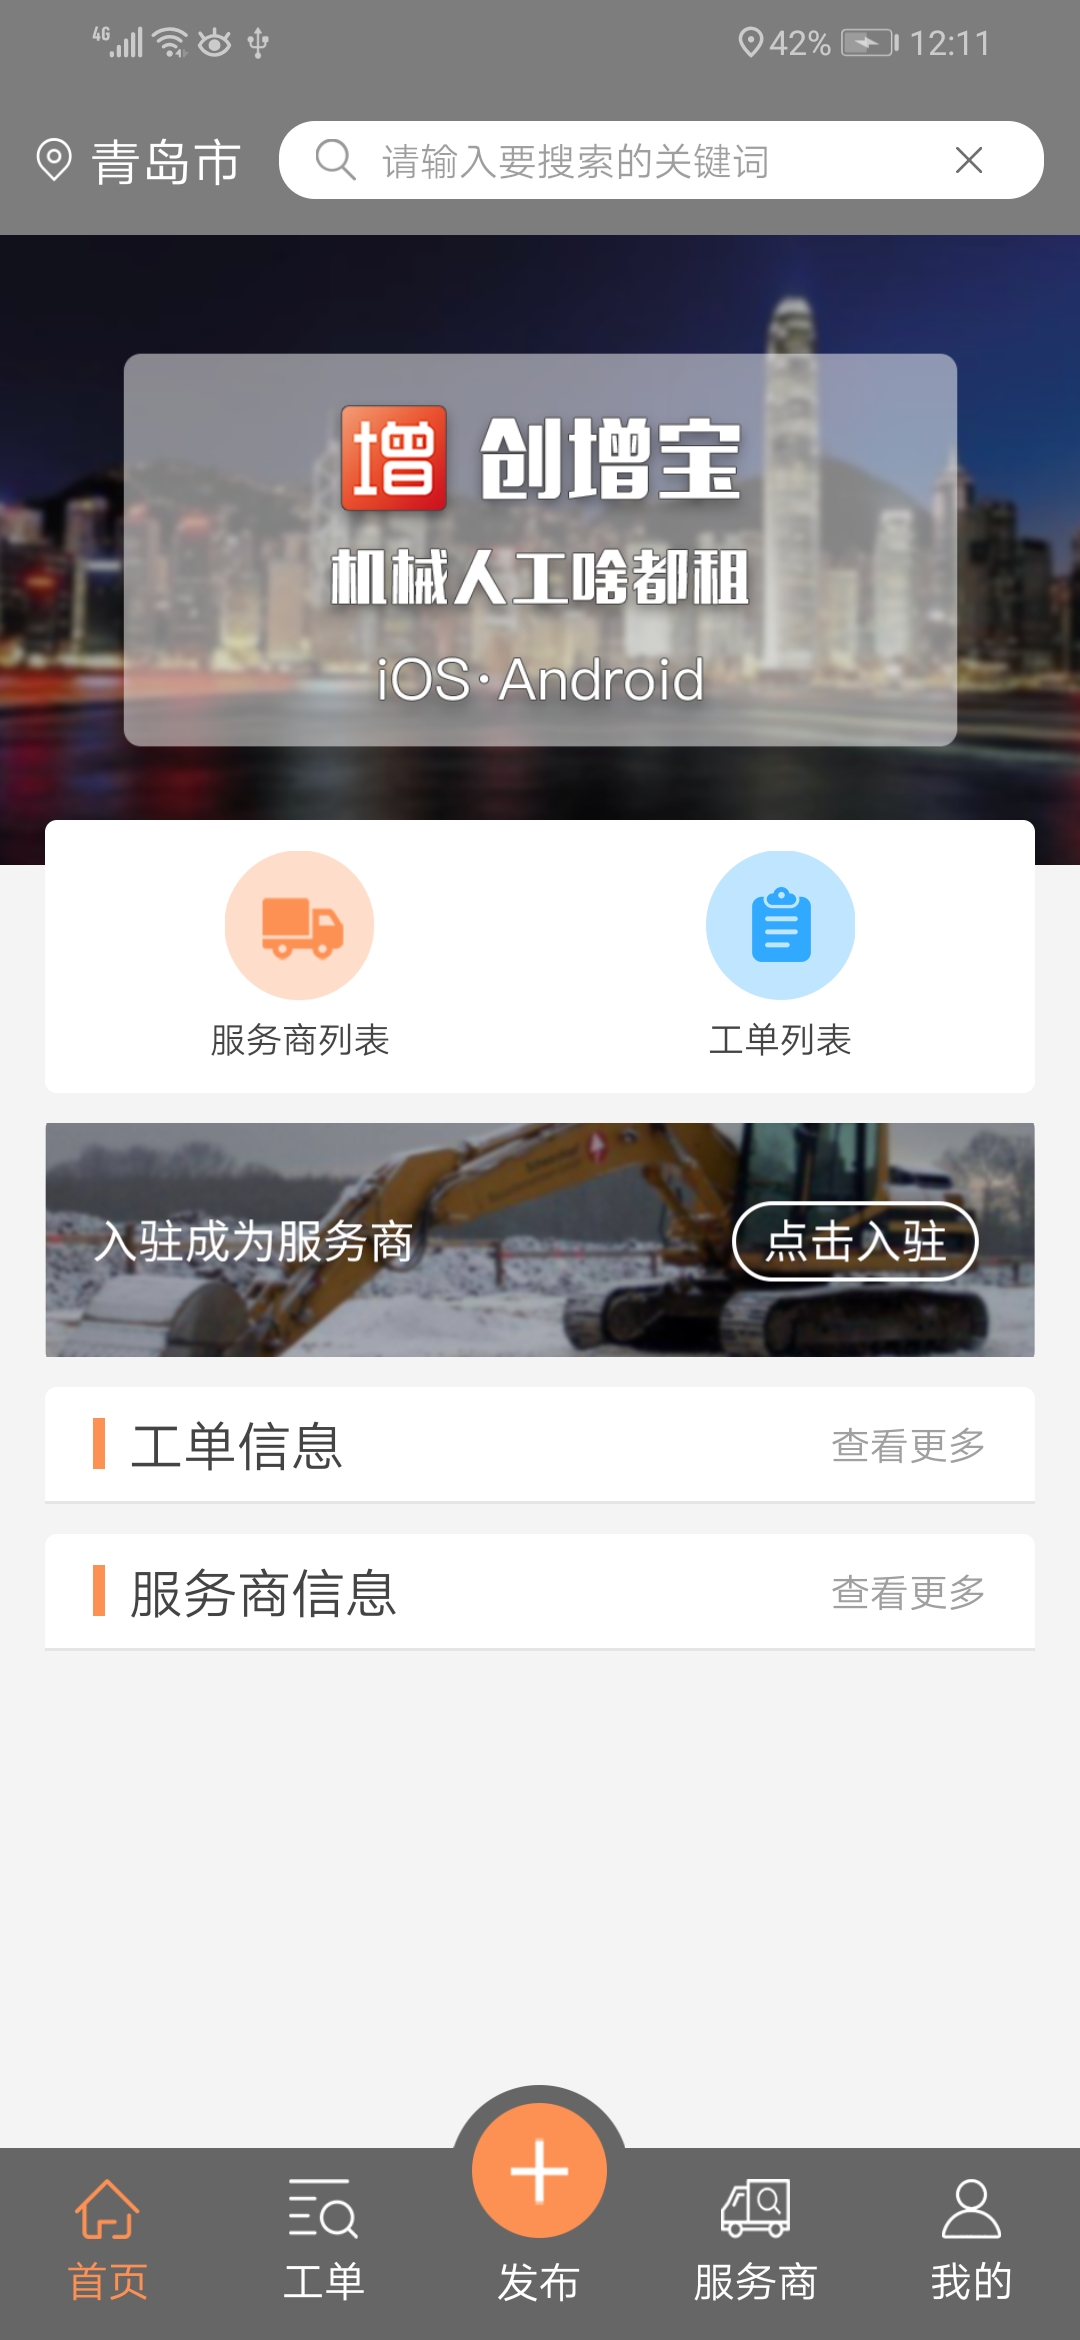 4G 42% 12:11
青岛市 请输入要搜索的关键词
增 创增宝
机械人工啥都租
iOS·Android
服务商列表 工单列表
入驻成为服务商 点击入驻
工单信息 查看更多
服务商信息 查看更多
首页 工单 发布 服务商 我的